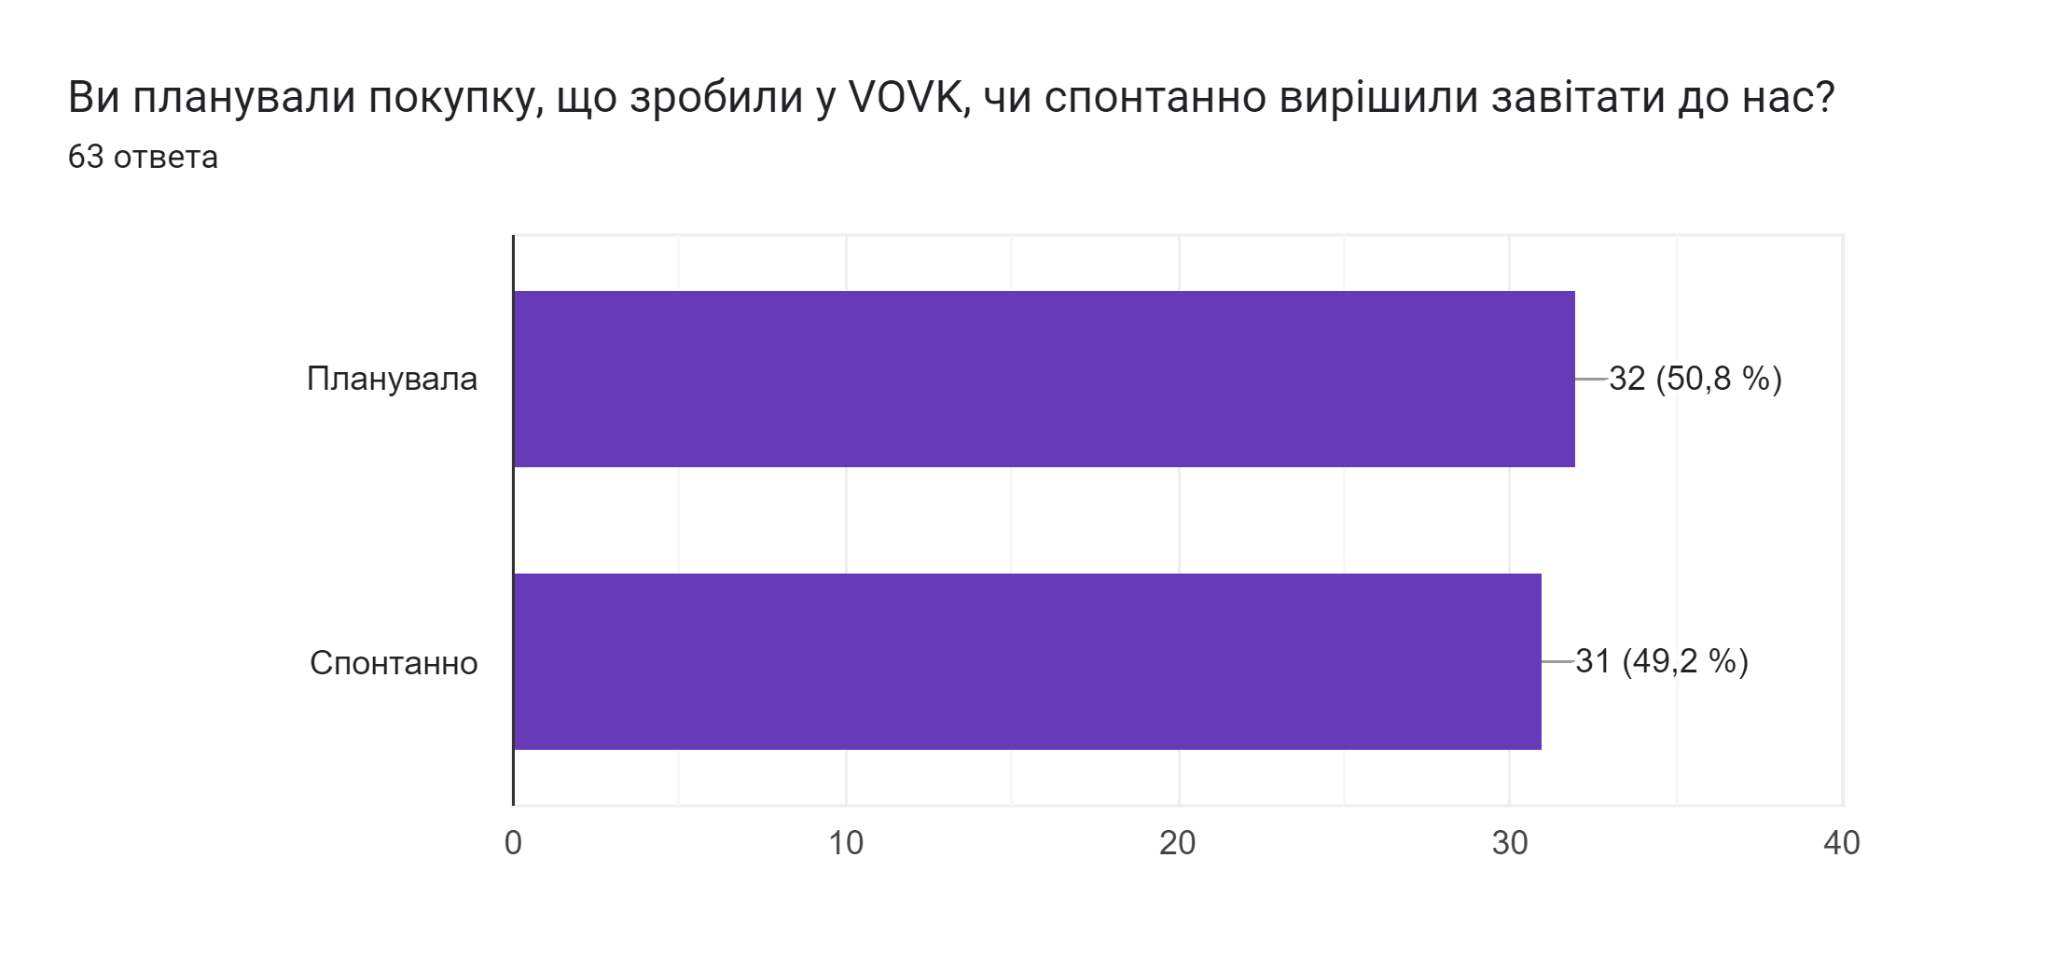 Ви планували покупку, що зробили у VOVK, чи спонтанно вирішили завітати до нас?
63 ответа
Планувала
32 (50,8 %)
Спонтанно
31 (49,2 %)
0 10 20 30 40